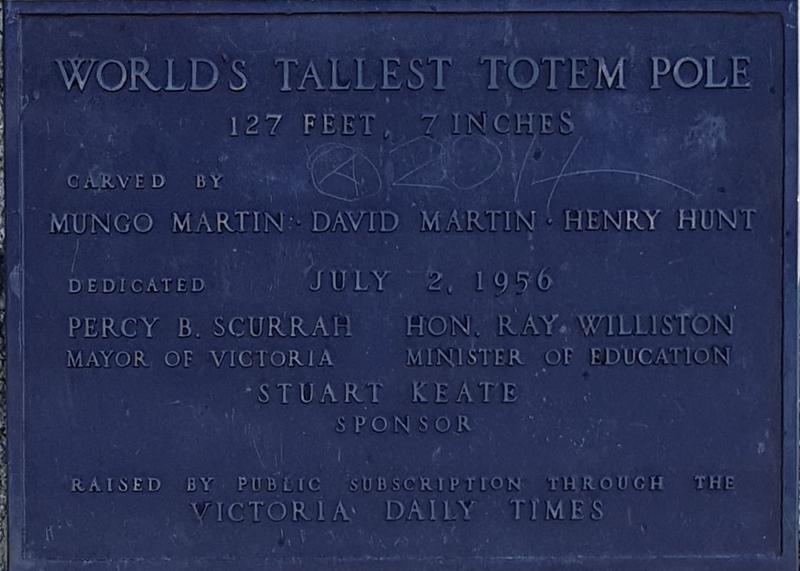 WORLD'S TALLEST TOTEM POLE
127 FEET, 7 INCHES
CARVED BY
MUNGO MARTIN · DAVID MARTIN · HENRY HUNT
DEDICATED JULY 2, 1956
PERCY B. SCURRAH HON. RAY WILLISTON
MAYOR OF VICTORIA MINISTER OF EDUCATION
STUART KEATE
SPONSOR
RAISED BY PUBLIC SUBSCRIPTION THROUGH THE
VICTORIA DAILY TIMES